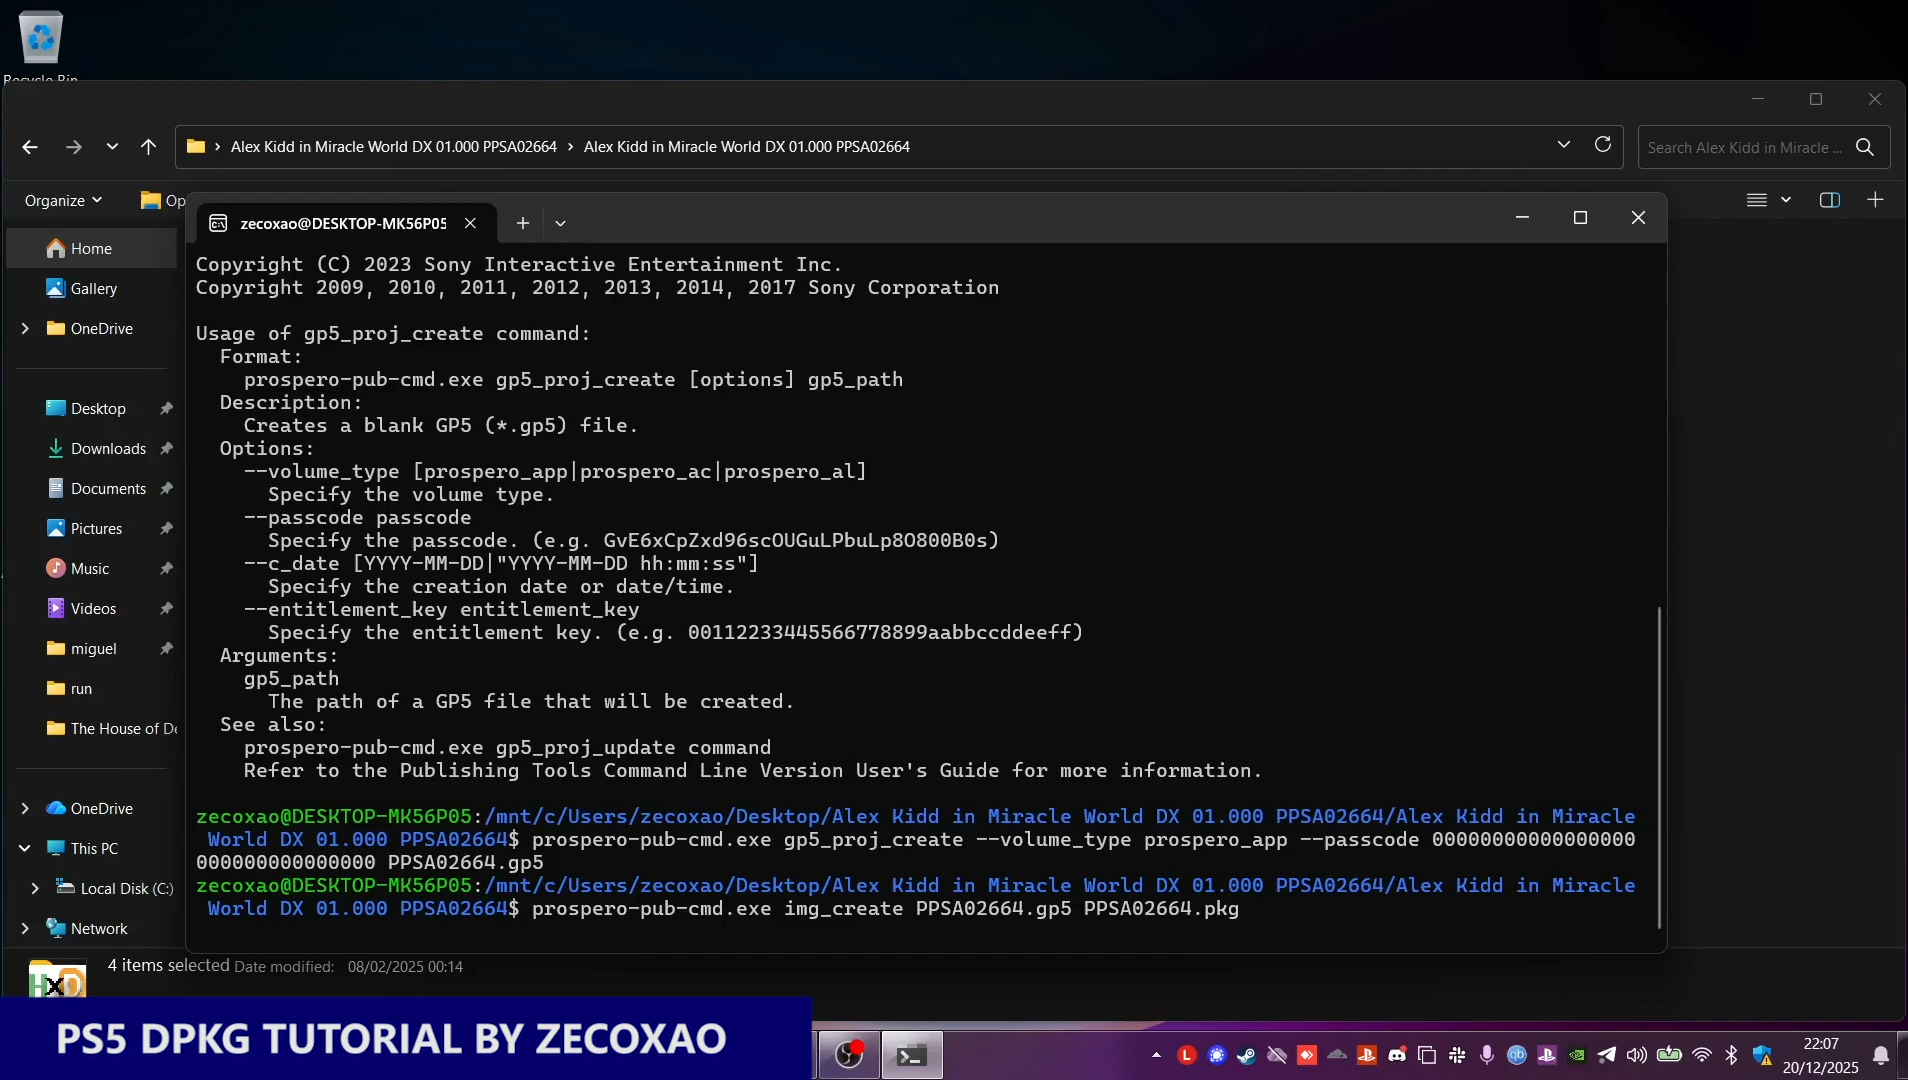 Recycle Bin
Alex Kidd in Miracle World DX 01.000 PPSA02664 › Alex Kidd in Miracle World DX 01.000 PPSA02664
Search Alex Kidd in Miracle ...
Organize
Op
zecoxao@DESKTOP-MK56P05
Home
Gallery
OneDrive
Desktop
Downloads
Documents
Pictures
Music
Videos
miguel
run
The House of De
OneDrive
This PC
Local Disk (C:)
Network
Copyright (C) 2023 Sony Interactive Entertainment Inc.
Copyright 2009, 2010, 2011, 2012, 2013, 2014, 2017 Sony Corporation
Usage of gp5_proj_create command:
Format:
prospero-pub-cmd.exe gp5_proj_create [options] gp5_path
Description:
Creates a blank GP5 (*.gp5) file.
Options:
--volume_type [prospero_app|prospero_ac|prospero_al]
Specify the volume type.
--passcode passcode
Specify the passcode. (e.g. GvE6xCpZxd96scOUGuLPbuLp8O800B0s)
--c_date [YYYY-MM-DD|"YYYY-MM-DD hh:mm:ss"]
Specify the creation date or date/time.
--entitlement_key entitlement_key
Specify the entitlement key. (e.g. 00112233445566778899aabbccddeeff)
Arguments:
gp5_path
The path of a GP5 file that will be created.
See also:
prospero-pub-cmd.exe gp5_proj_update command
Refer to the Publishing Tools Command Line Version User's Guide for more information.
zecoxao@DESKTOP-MK56P05:/mnt/c/Users/zecoxao/Desktop/Alex Kidd in Miracle World DX 01.000 PPSA02664/Alex Kidd in Miracle
World DX 01.000 PPSA02664$ prospero-pub-cmd.exe gp5_proj_create --volume_type prospero_app --passcode 00000000000000000
000000000000000 PPSA02664.gp5
zecoxao@DESKTOP-MK56P05:/mnt/c/Users/zecoxao/Desktop/Alex Kidd in Miracle World DX 01.000 PPSA02664/Alex Kidd in Miracle
World DX 01.000 PPSA02664$ prospero-pub-cmd.exe img_create PPSA02664.gp5 PPSA02664.pkg
4 items selected Date modified: 08/02/2025 00:14
PS5 DPKG TUTORIAL BY ZECOXAO
22:07
20/12/2025